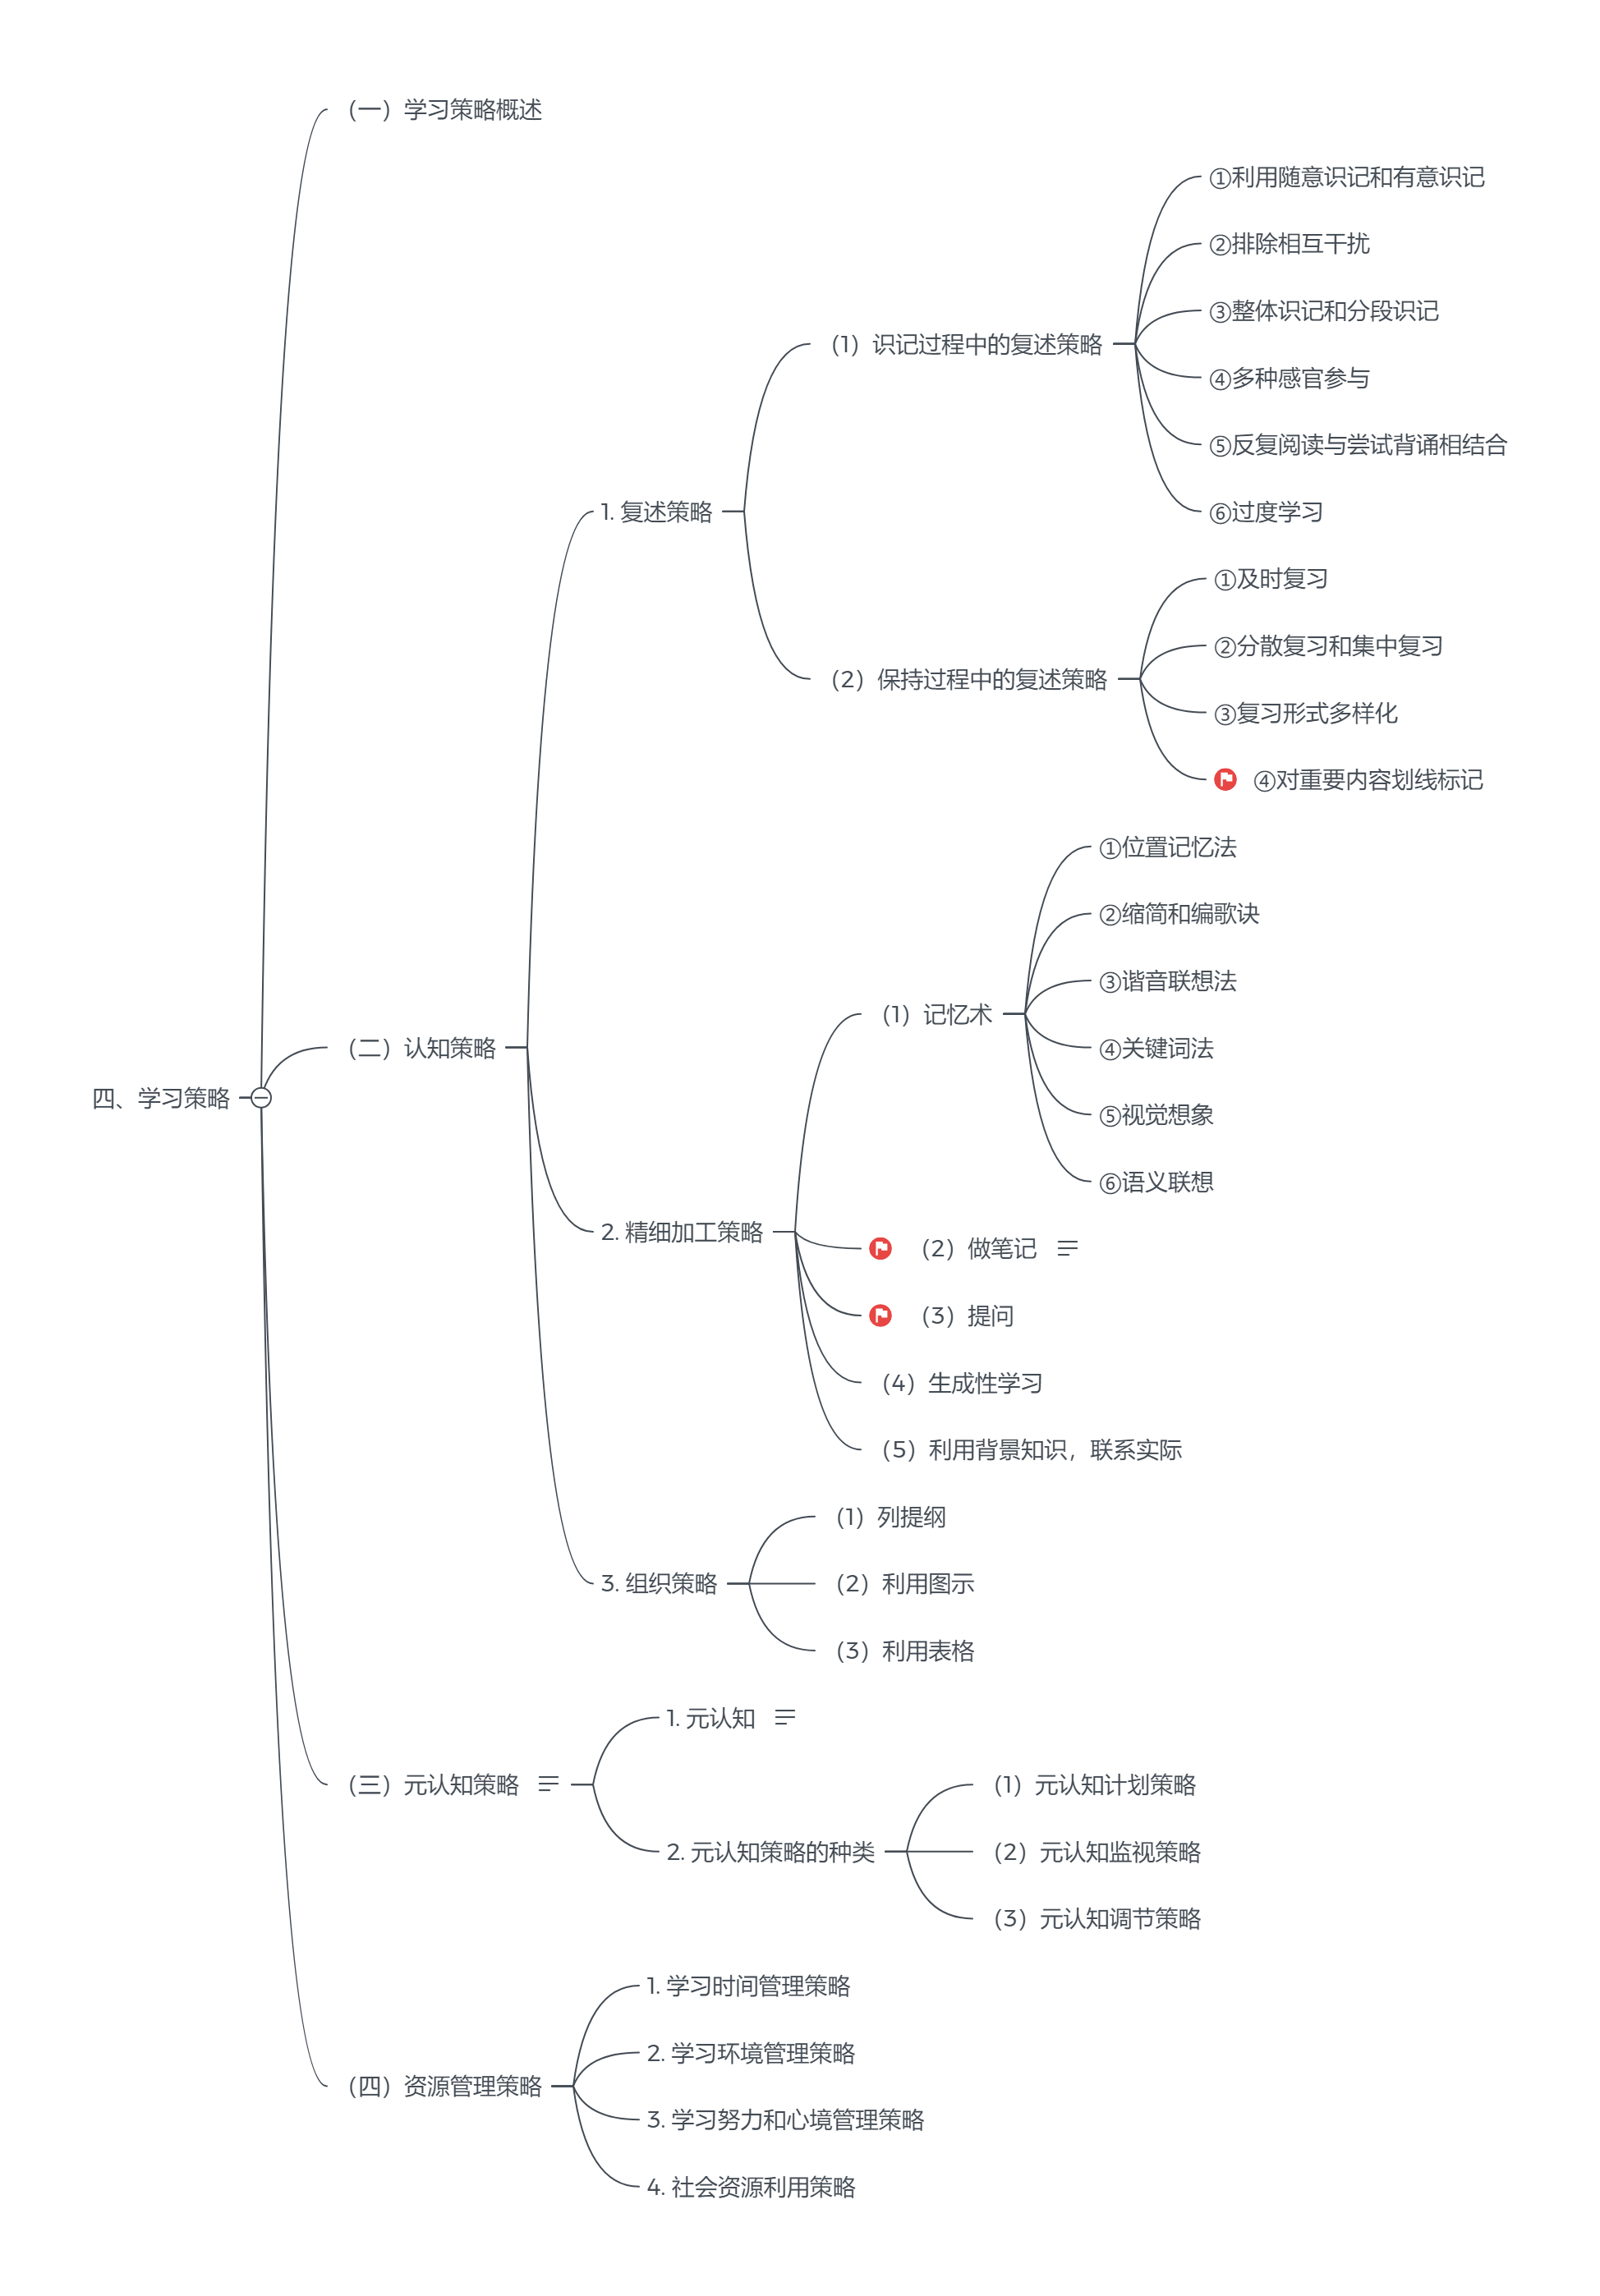 四、学习策略
（一）学习策略概述
（二）认知策略
1. 复述策略
（1）识记过程中的复述策略
①利用随意识记和有意识记
②排除相互干扰
③整体识记和分段识记
④多种感官参与
⑤反复阅读与尝试背诵相结合
⑥过度学习
（2）保持过程中的复述策略
①及时复习
②分散复习和集中复习
③复习形式多样化
④对重要内容划线标记
2. 精细加工策略
（1）记忆术
①位置记忆法
②缩简和编歌诀
③谐音联想法
④关键词法
⑤视觉想象
⑥语义联想
（2）做笔记
（3）提问
（4）生成性学习
（5）利用背景知识，联系实际
3. 组织策略
（1）列提纲
（2）利用图示
（3）利用表格
（三）元认知策略
1. 元认知
2. 元认知策略的种类
（1）元认知计划策略
（2）元认知监视策略
（3）元认知调节策略
（四）资源管理策略
1. 学习时间管理策略
2. 学习环境管理策略
3. 学习努力和心境管理策略
4. 社会资源利用策略